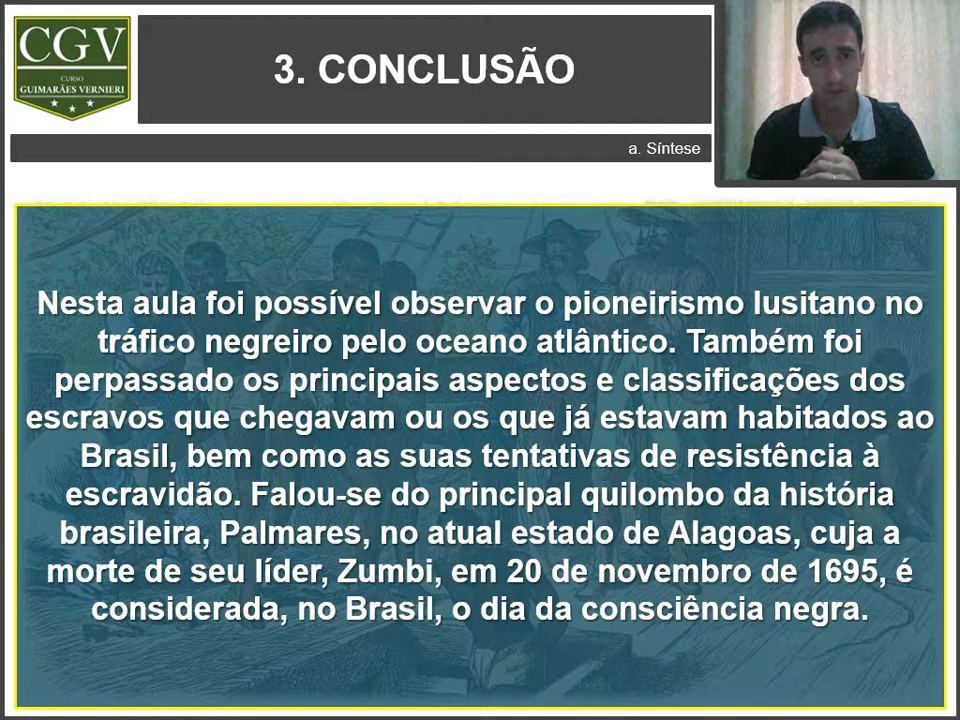 CGV
CURSO
GUIMARÃES VERNIERI
3. CONCLUSÃO
a. Síntese
Nesta aula foi possível observar o pioneirismo lusitano no
tráfico negreiro pelo oceano atlântico. Também foi
perpassado os principais aspectos e classificações dos
escravos que chegavam ou os que já estavam habitados ao
Brasil, bem como as suas tentativas de resistência à
escravidão. Falou-se do principal quilombo da história
brasileira, Palmares, no atual estado de Alagoas, cuja a
morte de seu líder, Zumbi, em 20 de novembro de 1695, é
considerada, no Brasil, o dia da consciência negra.